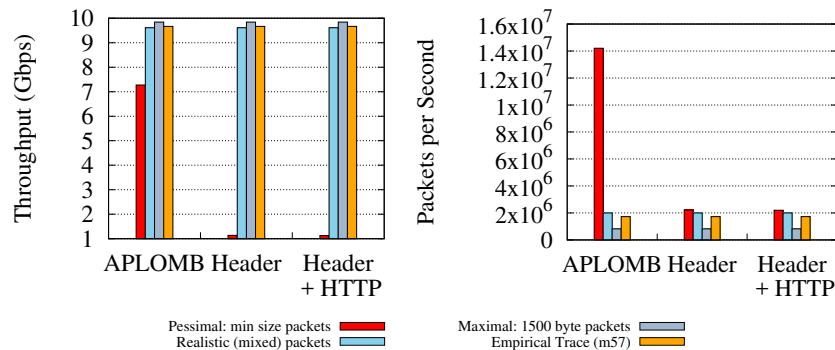 Throughput (Gbps)
10
9
8
7
6
5
4
3
2
1
APLOMB Header Header
+ HTTP
Packets per Second
1.6x10^7
1.4x10^7
1.2x10^7
1x10^7
8x10^6
6x10^6
4x10^6
2x10^6
0
APLOMB Header Header
+ HTTP
Pessimal: min size packets
Realistic (mixed) packets
Maximal: 1500 byte packets
Empirical Trace (m57)